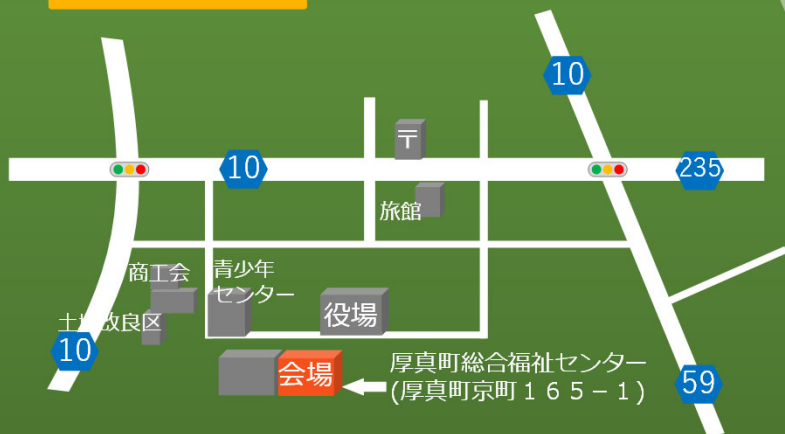 10
〒
10
235
旅館
商工会
青少年
センター
土地改良区
役場
10
会場
厚真町総合福祉センター
(厚真町京町１６５－１)
59